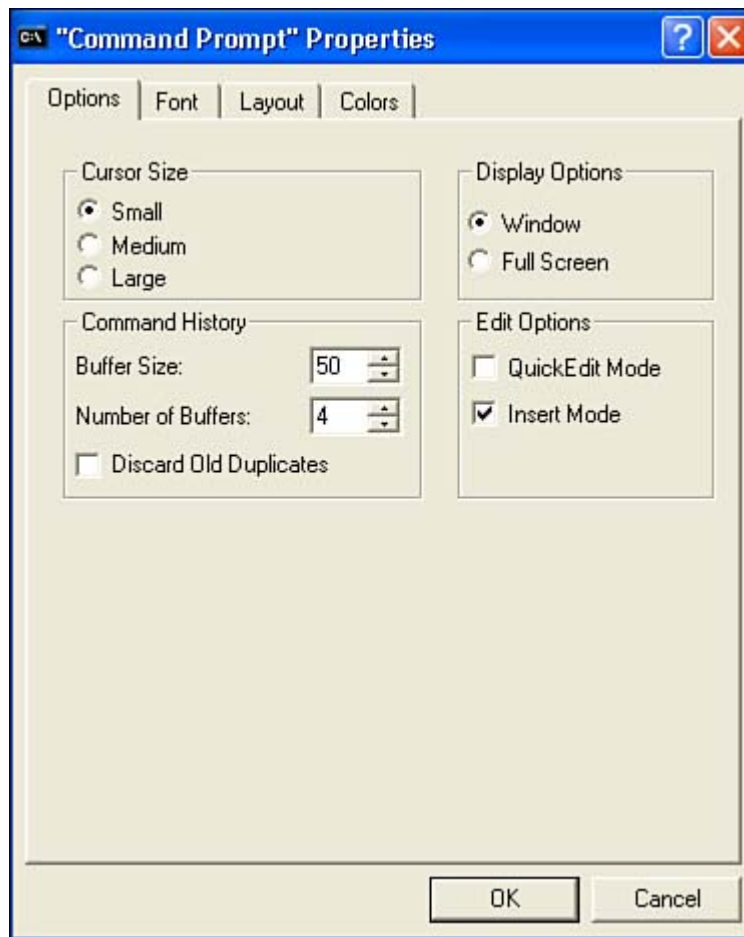 C:\ "Command Prompt" Properties
Options Font Layout Colors
Cursor Size
Small
Medium
Large
Display Options
Window
Full Screen
Command History
Buffer Size: 50
Number of Buffers: 4
Discard Old Duplicates
Edit Options
QuickEdit Mode
Insert Mode
OK Cancel